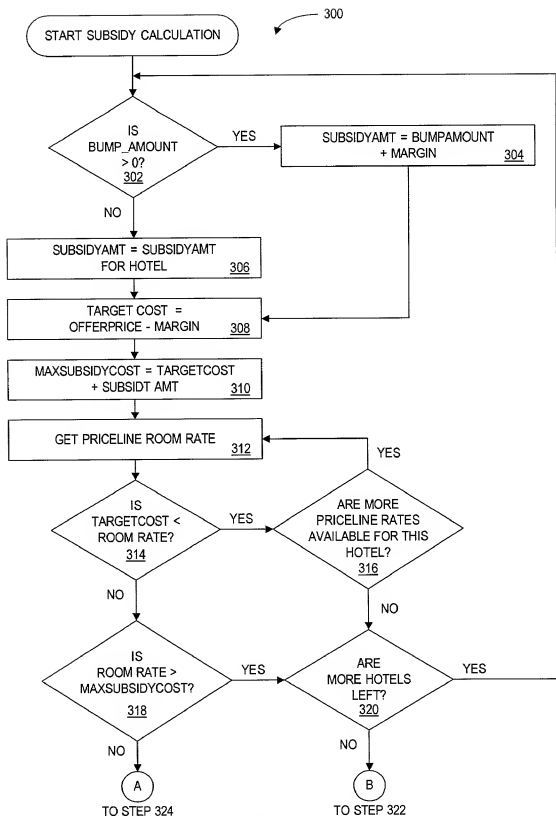 START SUBSIDY CALCULATION
300
IS
BUMP_AMOUNT
> 0?
302
YES
SUBSIDYAMT = BUMPAMOUNT
+ MARGIN
304
NO
SUBSIDYAMT = SUBSIDYAMT
FOR HOTEL
306
TARGET COST =
OFFERPRICE - MARGIN
308
MAXSUBSIDYCOST = TARGETCOST
+ SUBSIDT AMT
310
GET PRICELINE ROOM RATE
312
YES
IS
TARGETCOST <
ROOM RATE?
314
YES
ARE MORE
PRICELINE RATES
AVAILABLE FOR THIS
HOTEL?
316
NO
NO
IS
ROOM RATE >
MAXSUBSIDYCOST?
318
YES
ARE
MORE HOTELS
LEFT?
320
YES
NO
NO
A
B
TO STEP 324
TO STEP 322